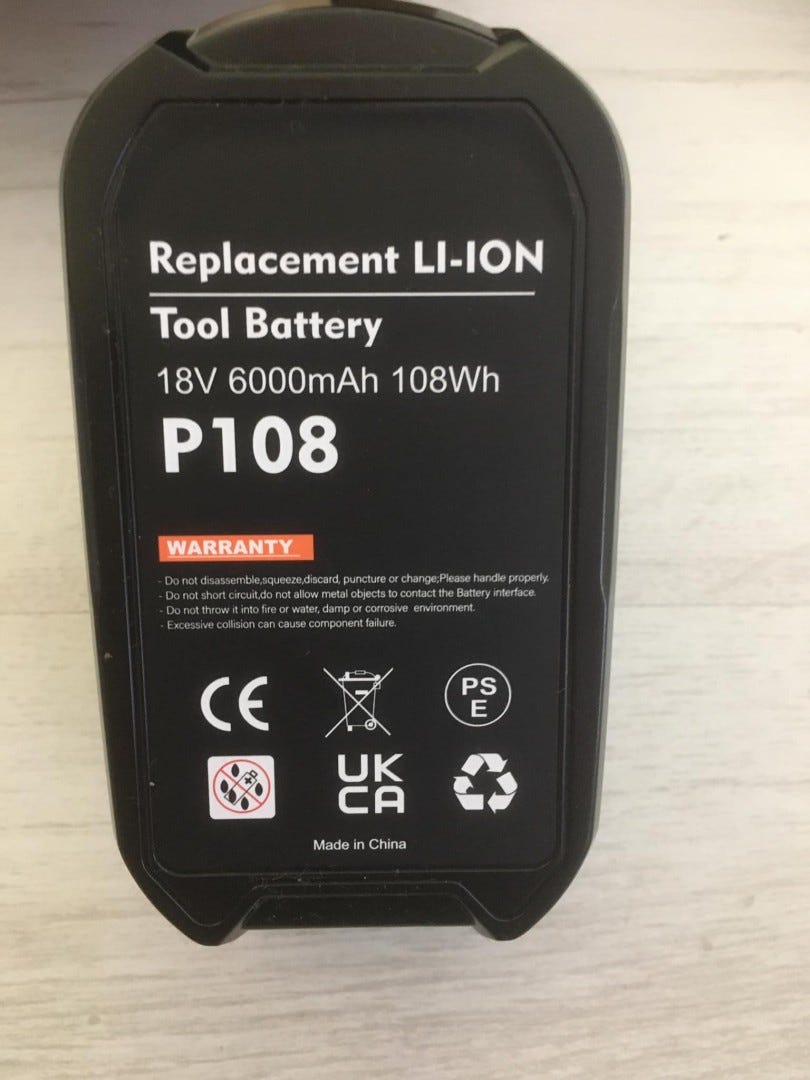 Replacement LI-ION
Tool Battery
18V 6000mAh 108Wh
P108
WARRANTY
- Do not disassemble,squeeze,discard, puncture or change;Please handle properly.
- Do not short circuit,do not allow metal objects to contact the Battery interface.
- Do not throw it into fire or water, damp or corrosive environment.
- Excessive collision can cause component failure.
CE
PS
E
UK
CA
Made in China